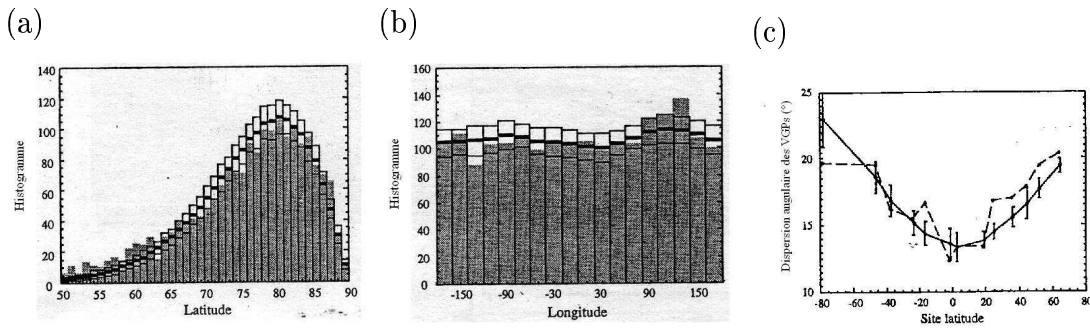 (a)
Histogramme
140
120
100
80
60
40
20
0
50 55 60 65 70 75 80 85 90
Latitude
(b)
Histogramme
160
140
120
100
80
60
40
20
0
-150 -90 -30 30 90 150
Longitude
(c)
Dispersion angulaire des VGPs (°)
25
20
15
10
-80 -60 -40 -20 0 20 40 60 80
Site latitude